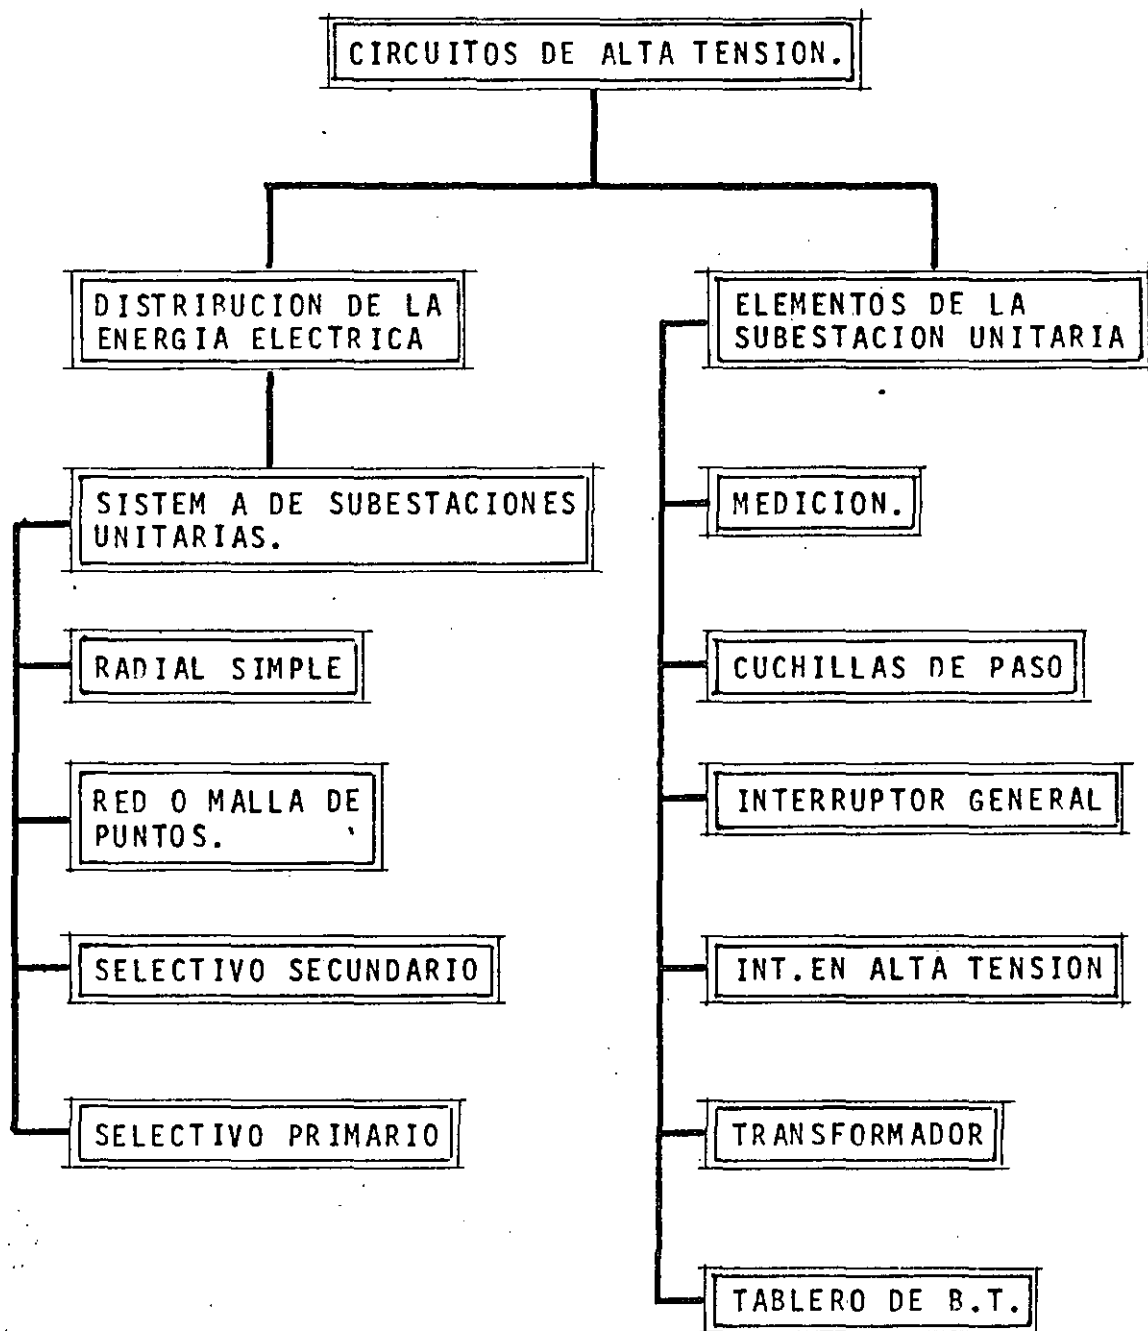 CIRCUITOS DE ALTA TENSION.
DISTRIBUCION DE LA
ENERGIA ELECTRICA
SISTEM A DE SUBESTACIONES
UNITARIAS.
RADIAL SIMPLE
RED O MALLA DE
PUNTOS.
SELECTIVO SECUNDARIO
SELECTIVO PRIMARIO
ELEMENTOS DE LA
SUBESTACION UNITARIA
MEDICION.
CUCHILLAS DE PASO
INTERRUPTOR GENERAL
INT.EN ALTA TENSION
TRANSFORMADOR
TABLERO DE B.T.